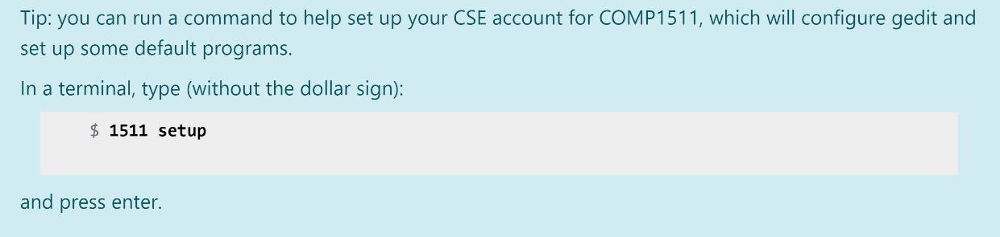 Tip: you can run a command to help set up your CSE account for COMP1511, which will configure gedit and
set up some default programs.
In a terminal, type (without the dollar sign):
$ 1511 setup
and press enter.